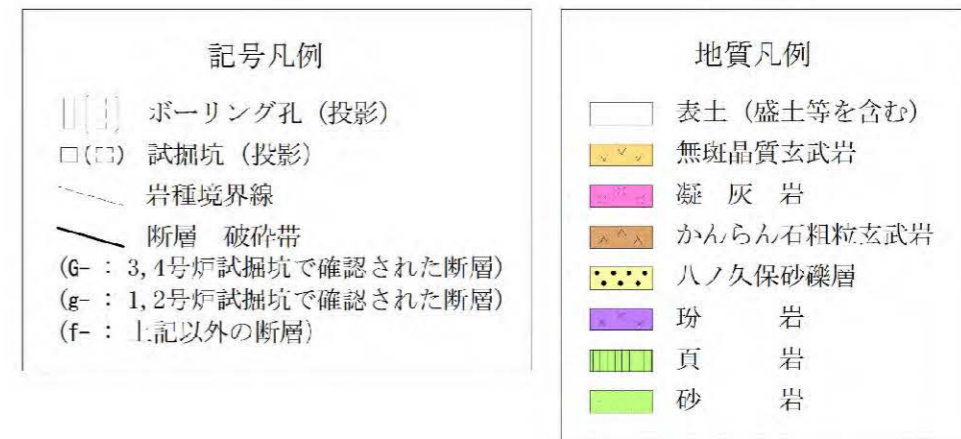 記号凡例
ボーリング孔 (投影)
試掘坑 (投影)
岩種境界線
断層 破砕帯
(G- : 3,4号炉試掘坑で確認された断層)
(g- : 1,2号炉試掘坑で確認された断層)
(f- : 上記以外の断層)
地質凡例
表土 (盛土等を含む)
無斑晶質玄武岩
凝 灰 岩
かんらん石粗粒玄武岩
八ノ久保砂礫層
玢 岩
頁 岩
砂 岩